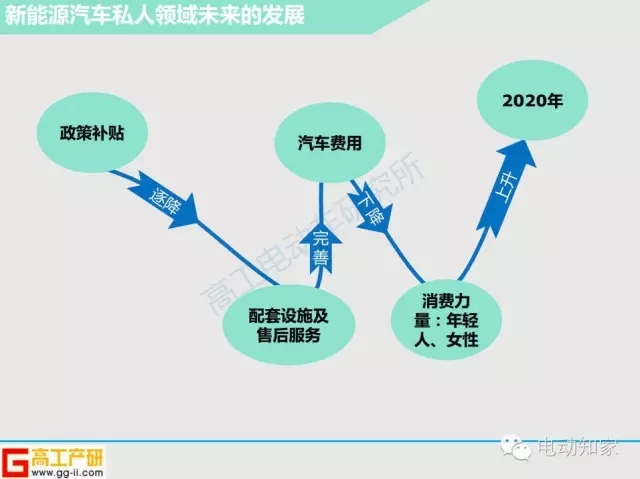 新能源汽车私人领域未来的发展
政策补贴
逐降
配套设施及
售后服务
完善
汽车费用
下降
消费力
量：年轻
人、女性
上升
2020年
高工电动车研究所
高工产研
www.gg-ii.com
电动知家